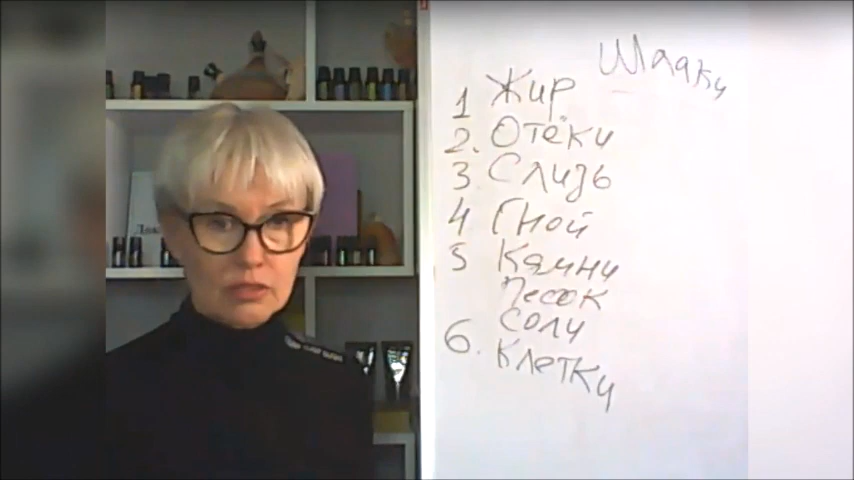 Шлаки
1 Жир
2. Отёки
3 Слизь
4 Гной
5 Камни
Песок
соли
6. Клетки